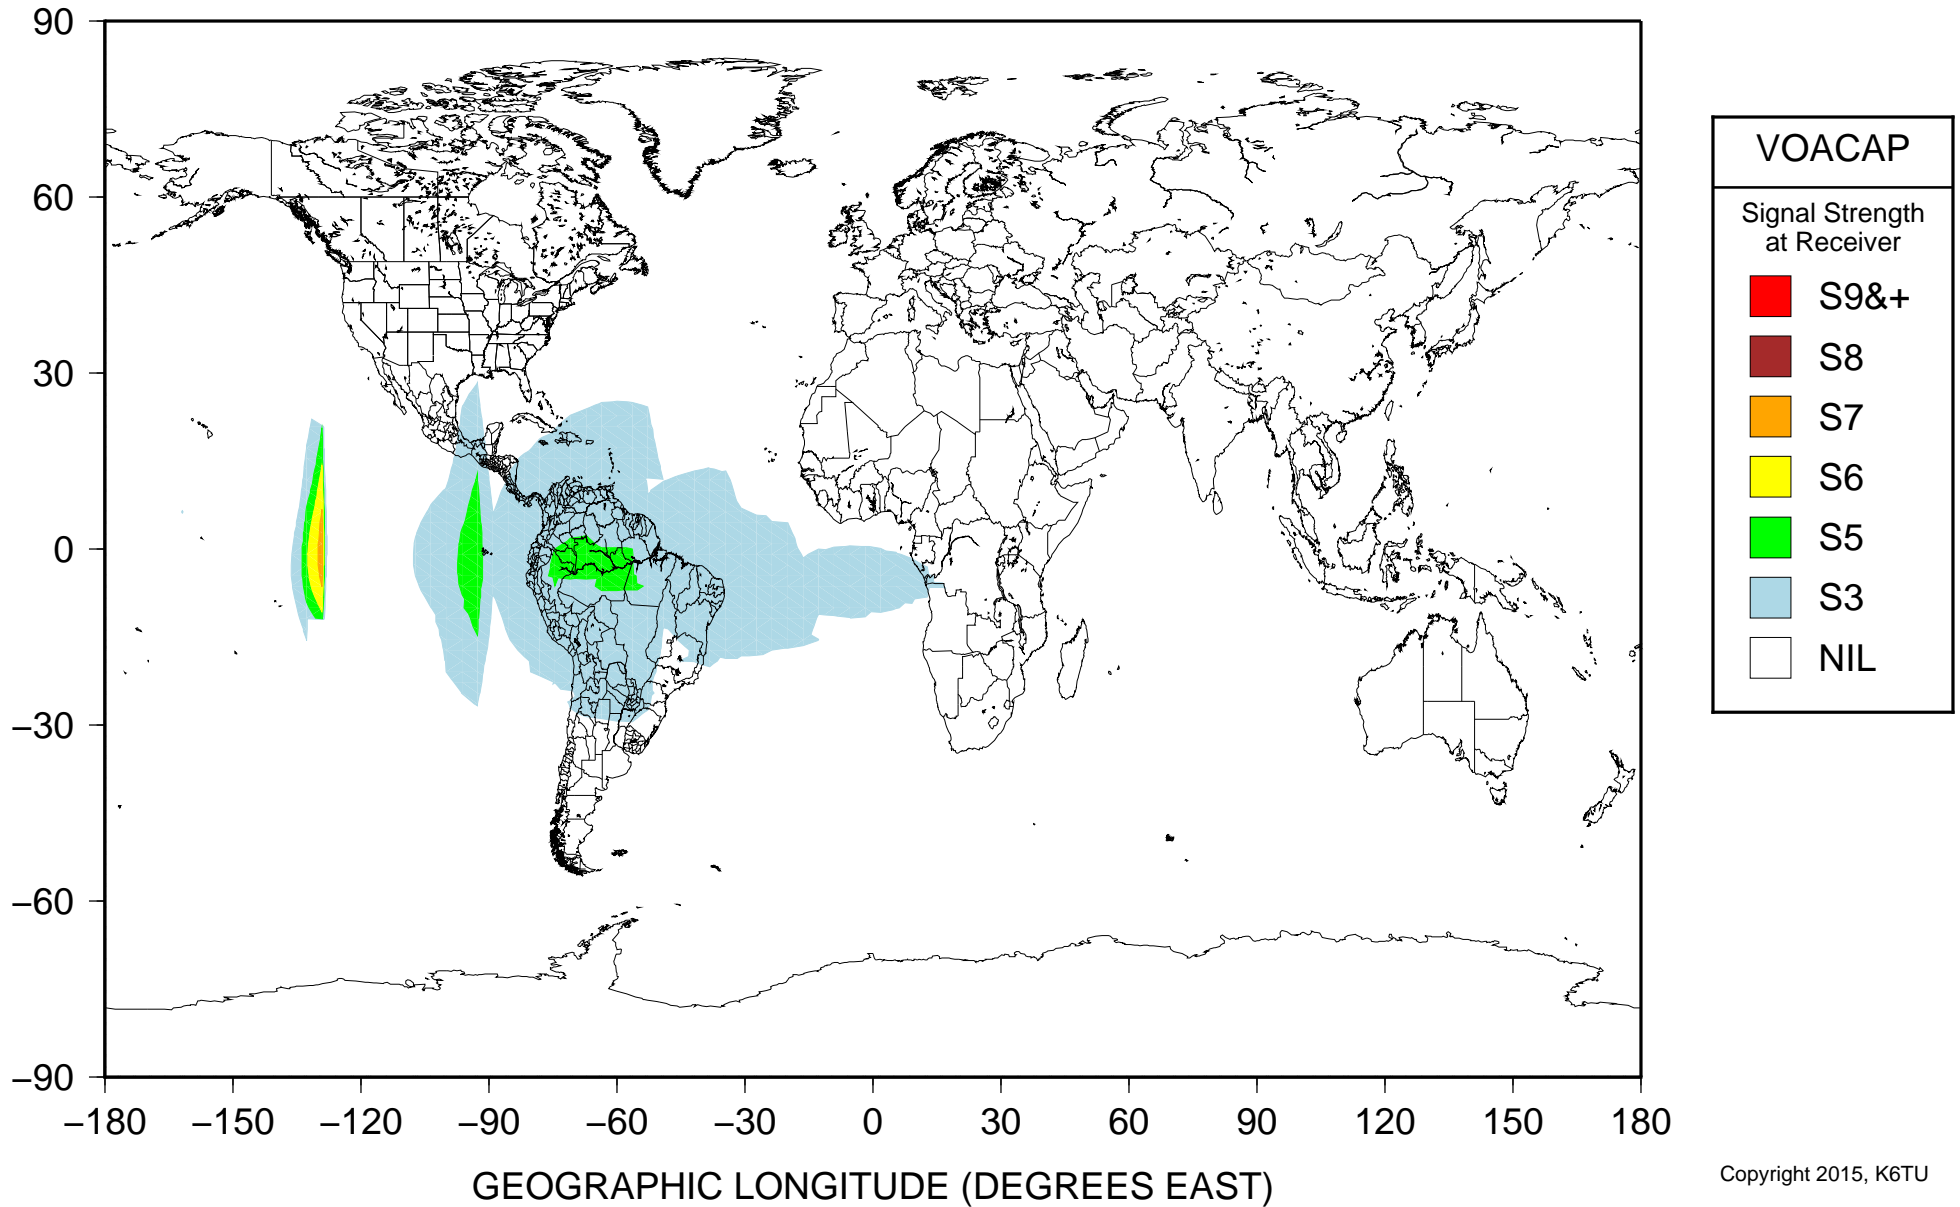 90
60
30
0
−30
−60
−90
−180 −150 −120 −90 −60 −30 0 30 60 90 120 150 180
GEOGRAPHIC LONGITUDE (DEGREES EAST)
VOACAP
Signal Strength
at Receiver
S9&+
S8
S7
S6
S5
S3
NIL
Copyright 2015, K6TU